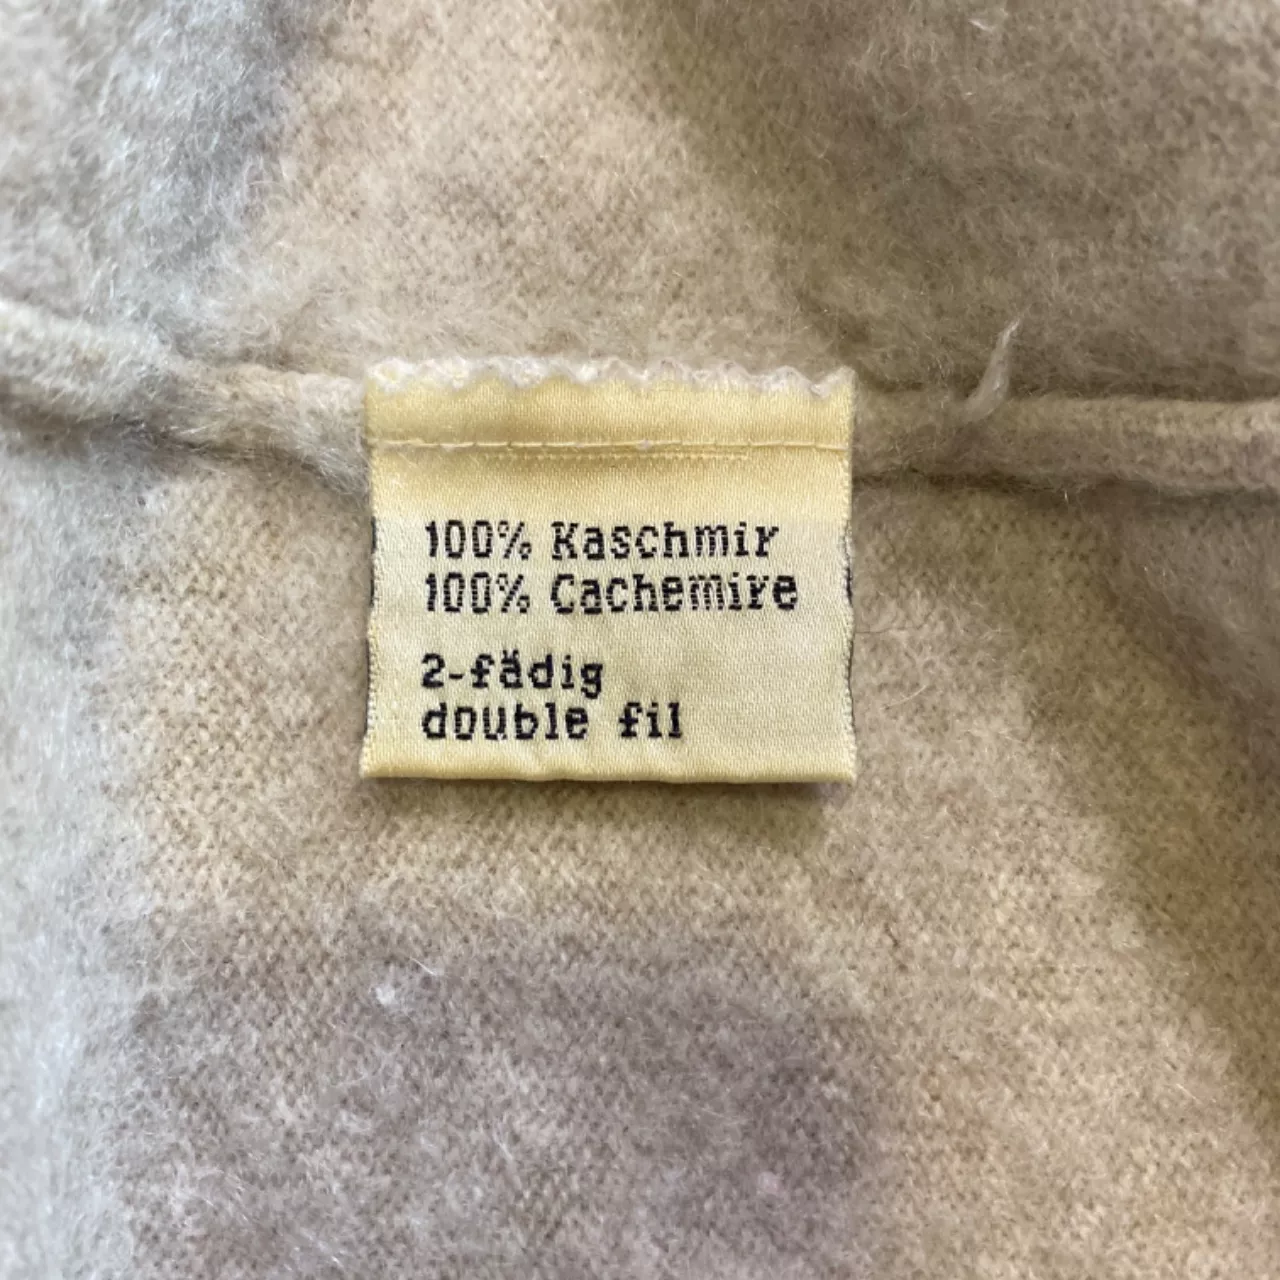 100% Kaschmir
100% Cachemire
2-fädig
double fil